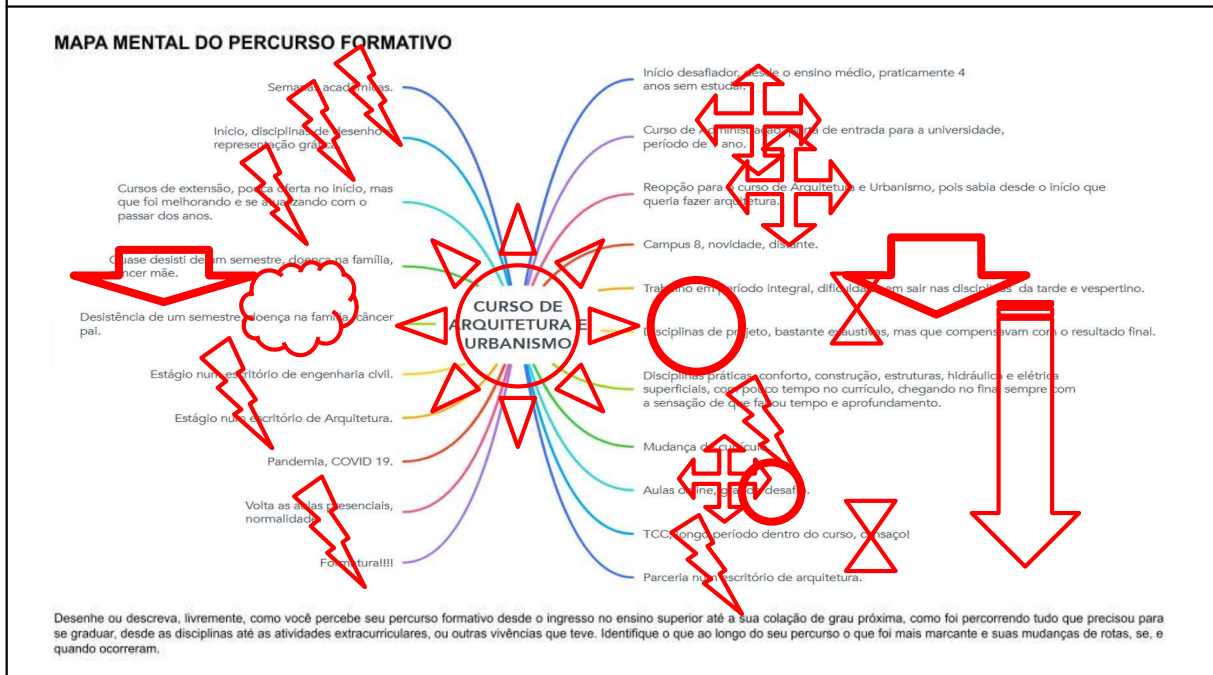 MAPA MENTAL DO PERCURSO FORMATIVO
Semanas acadêmicas.
Início, disciplinas de desenho e
representação gráfica.
Cursos de extensão, pouca oferta no início, mas
que foi melhorando e se atualizando com o
passar dos anos.
Quase desisti de um semestre, doença na família,
câncer mãe.
Desistência de um semestre, doença na família, câncer
pai.
Estágio num escritório de engenharia civil.
Estágio num escritório de Arquitetura.
Pandemia, COVID 19.
Volta as aulas presenciais,
normalidade.
Formatura!!!!
CURSO DE
ARQUITETURA E
URBANISMO
Início desafiador, desde o ensino médio, praticamente 4
anos sem estudar.
Curso de Administração, porta de entrada para a universidade,
período de 1 ano.
Reopção para o curso de Arquitetura e Urbanismo, pois sabia desde o início que
queria fazer arquitetura.
Campus 8, novidade, distante.
Trabalho em período integral, dificuldade em sair nas disciplinas da tarde e vespertino.
Disciplinas de projeto, bastante exaustivas, mas que compensavam com o resultado final.
Disciplinas práticas, conforto, construção, estruturas, hidráulica e elétrica
superficiais, com pouco tempo no currículo, chegando no final sempre com
a sensação de que faltou tempo e aprofundamento.
Mudança de currículo.
Aulas online, grande desafio.
TCC, longo período dentro do curso, cansaço!
Parceria num escritório de arquitetura.
Desenhe ou descreva, livremente, como você percebe seu percurso formativo desde o ingresso no ensino superior até a sua colação de grau próxima, como foi percorrendo tudo que precisou para
se graduar, desde as disciplinas até as atividades extracurriculares, ou outras vivências que teve. Identifique o que ao longo do seu percurso o que foi mais marcante e suas mudanças de rotas, se, e
quando ocorreram.